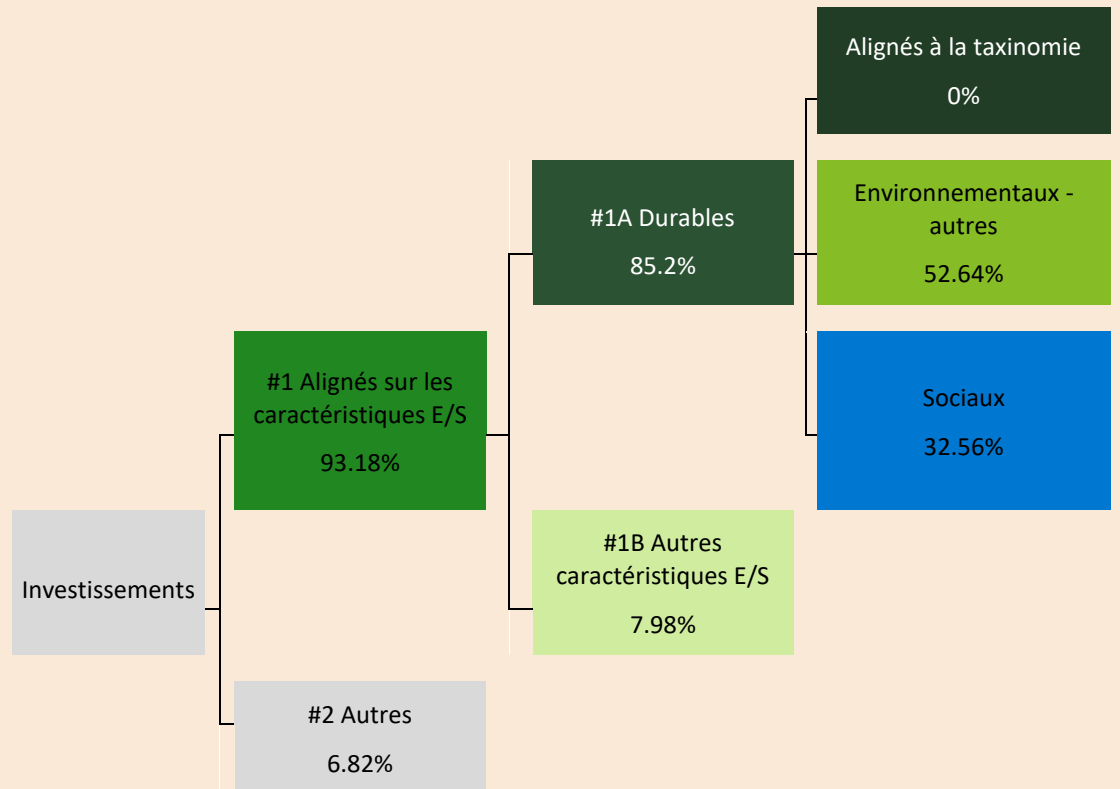 Alignés à la taxinomie
0%
#1A Durables
85.2%
Environnementaux -
autres
52.64%
#1 Alignés sur les
caractéristiques E/S
93.18%
Sociaux
32.56%
Investissements
#1B Autres
caractéristiques E/S
7.98%
#2 Autres
6.82%